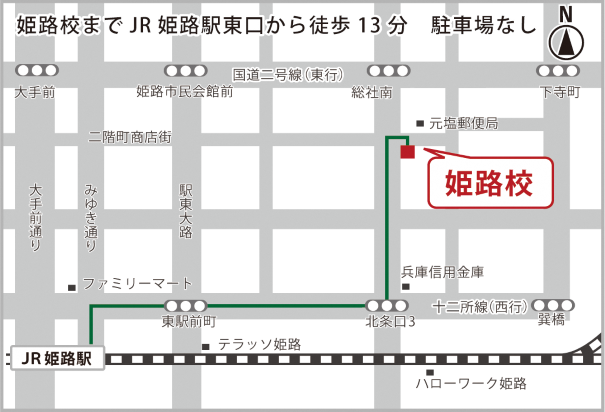 姫路校まで JR 姫路駅東口から徒歩 13 分　駐車場なし
N
国道二号線(東行)
大手前
姫路市民会館前
総社南
下寺町
元塩郵便局
二階町商店街
姫路校
大手前通り
みゆき通り
駅東大路
兵庫信用金庫
ファミリーマート
十二所線(西行)
東駅前町
北条口3
巽橋
テラッソ姫路
JR 姫路駅
ハローワーク姫路